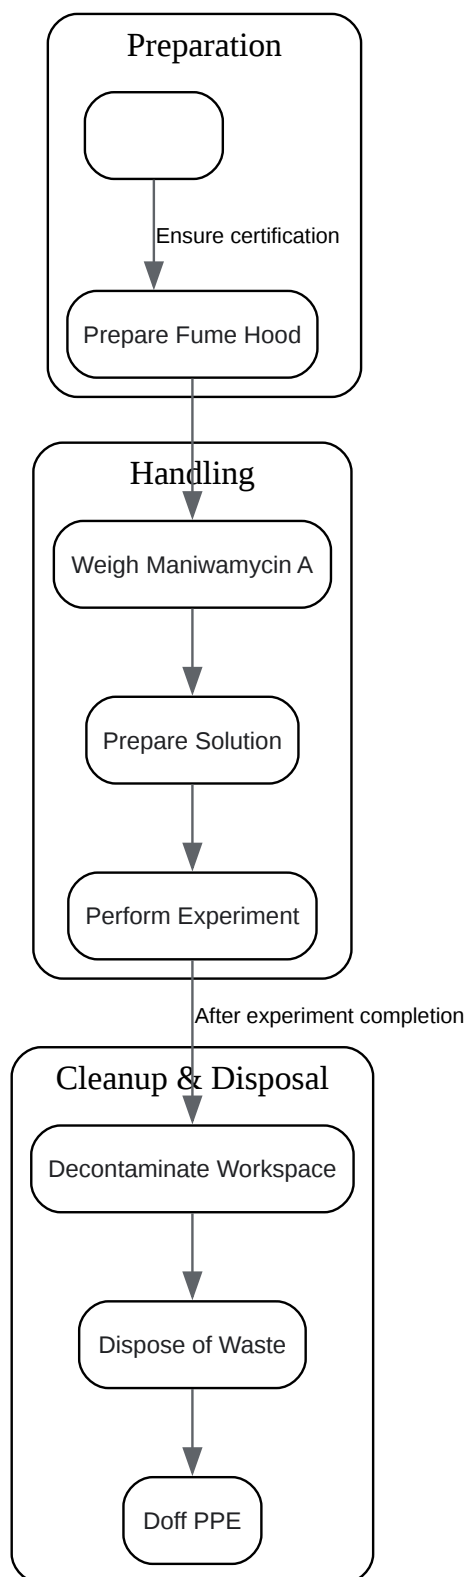 Preparation
Ensure certification
Prepare Fume Hood
Handling
Weigh Maniwamycin A
Prepare Solution
Perform Experiment
After experiment completion
Cleanup & Disposal
Decontaminate Workspace
Dispose of Waste
Doff PPE